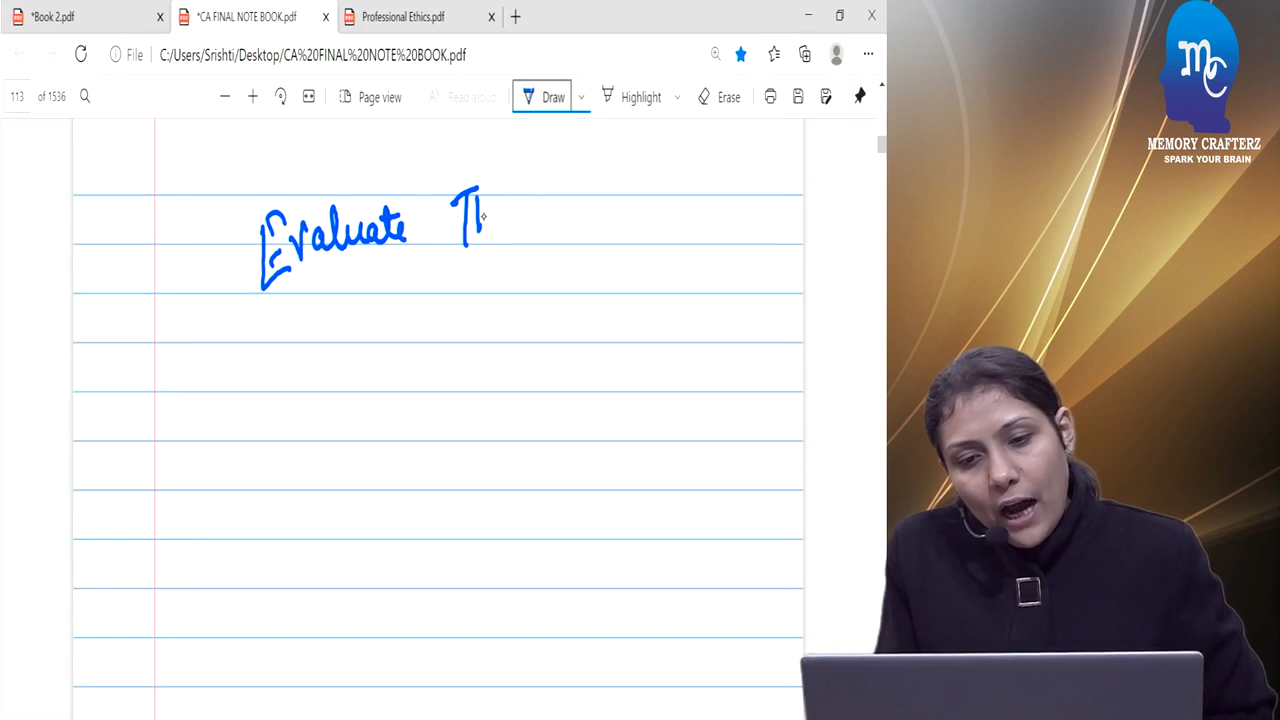 *Book 2.pdf
*CA FINAL NOTE BOOK.pdf
Professional Ethics.pdf
File
C:/Users/Srishti/Desktop/CA%20FINAL%20NOTE%20BOOK.pdf
113 of 1536
Page view
Read aloud
Draw
Highlight
Erase
Evaluate
MC
MEMORY CRAFTERZ
SPARK YOUR BRAIN